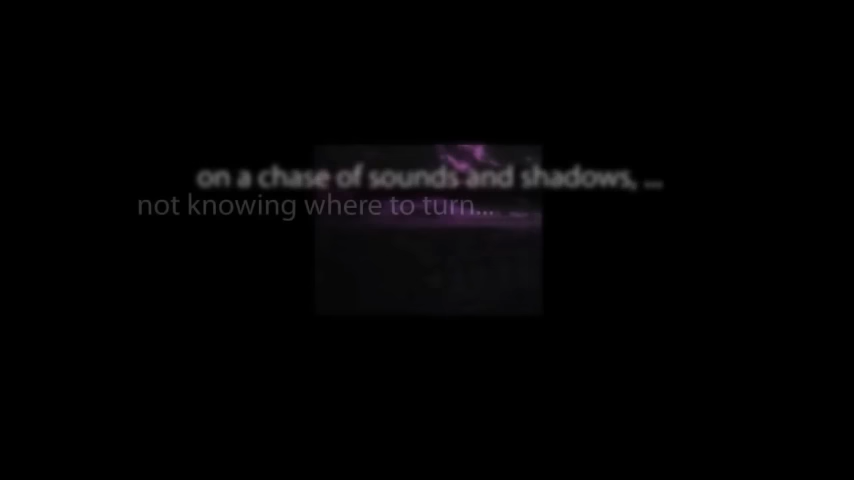 on a chase of sounds and shadows, ...
not knowing where to turn...